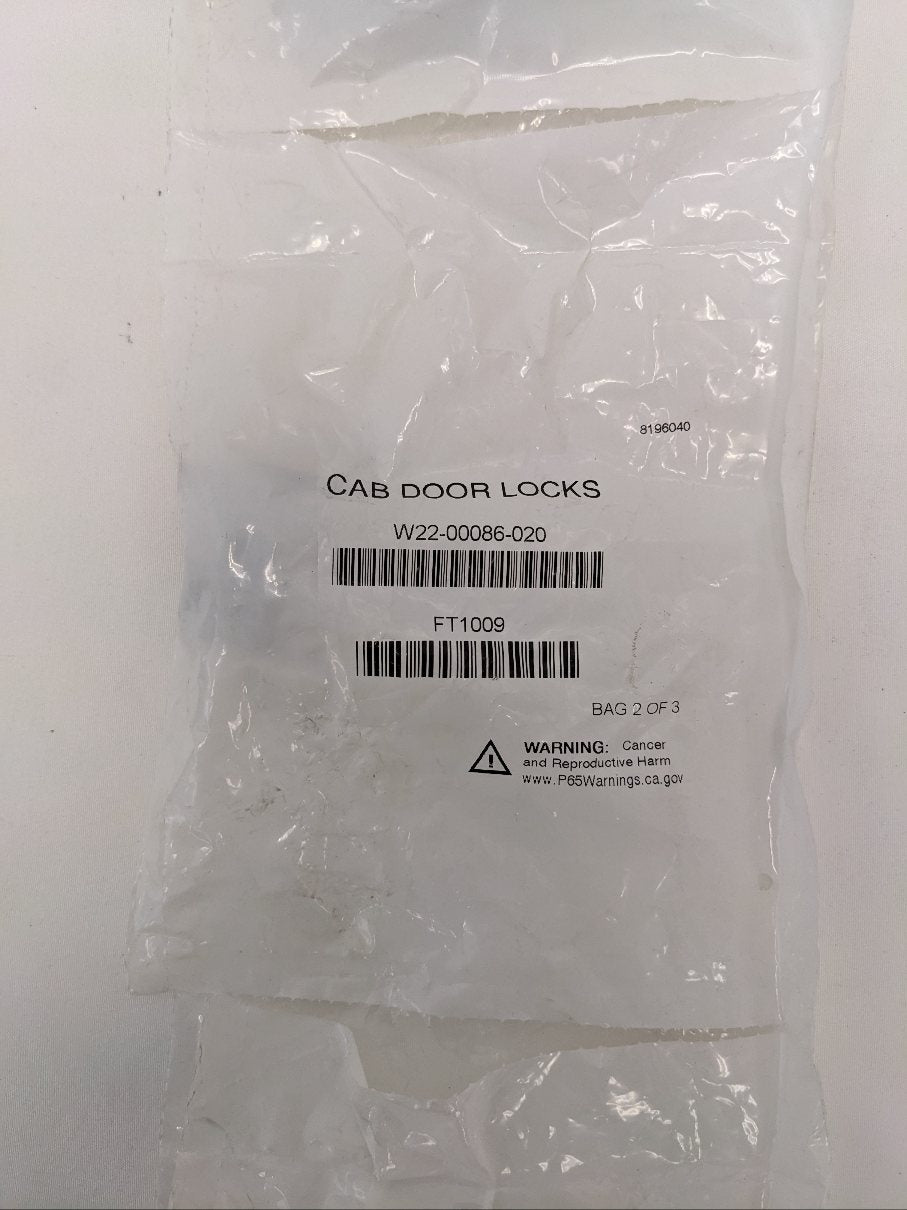 8196040
CAB DOOR LOCKS
W22-00086-020
FT1009
BAG 2 OF 3
WARNING: Cancer
and Reproductive Harm
www.P65Warnings.ca.gov